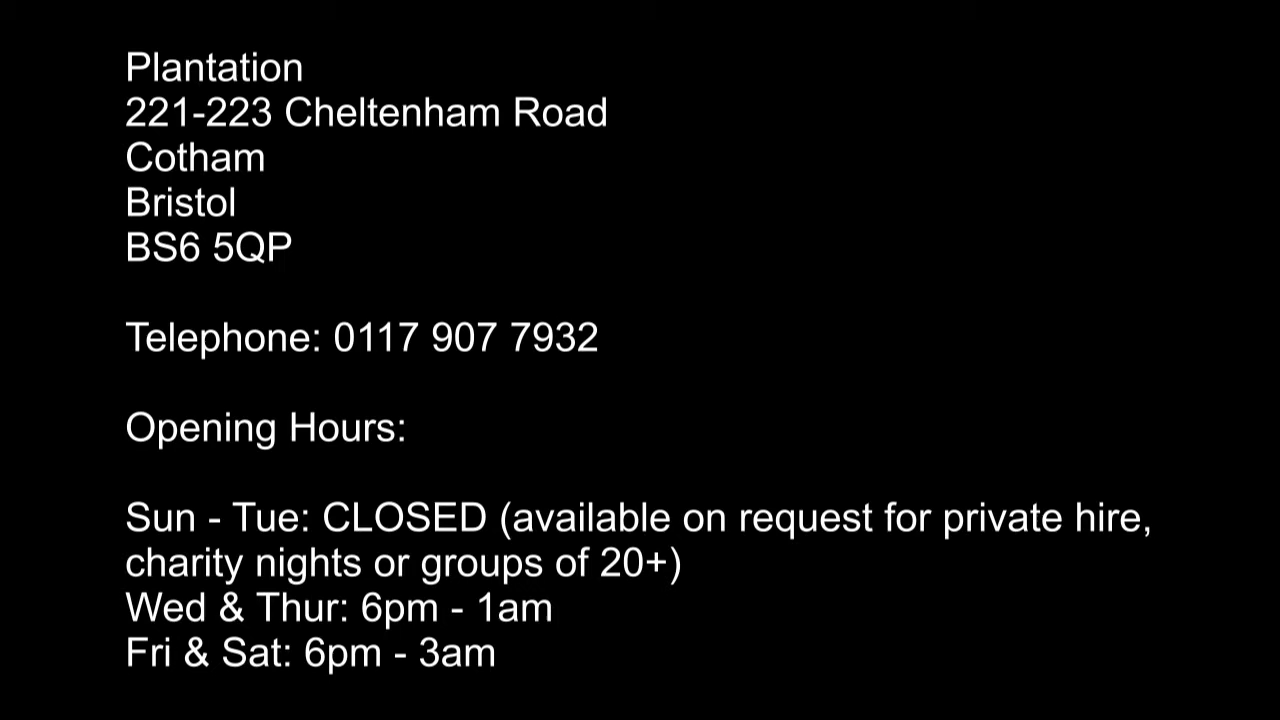 Plantation
221-223 Cheltenham Road
Cotham
Bristol
BS6 5QP
Telephone: 0117 907 7932
Opening Hours:
Sun - Tue: CLOSED (available on request for private hire,
charity nights or groups of 20+)
Wed & Thur: 6pm - 1am
Fri & Sat: 6pm - 3am